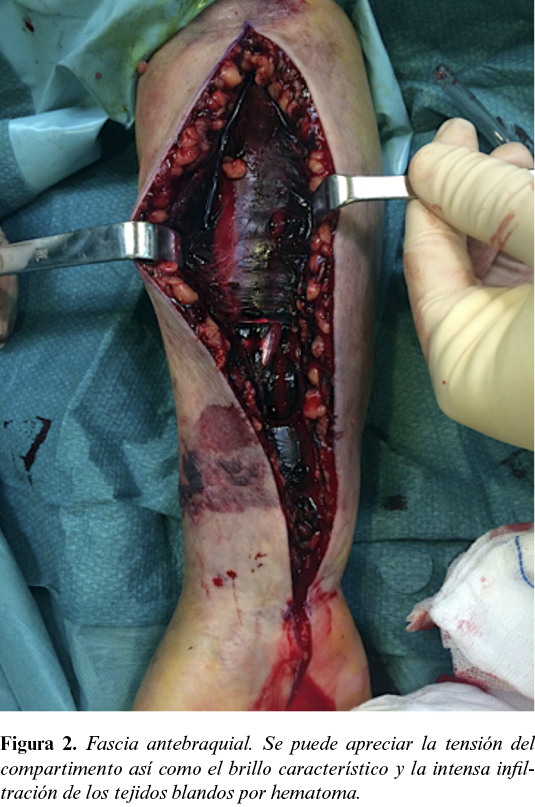 Figura 2. Fascia antebraquial. Se puede apreciar la tensión del
compartimento así como el brillo característico y la intensa infil-
tración de los tejidos blandos por hematoma.